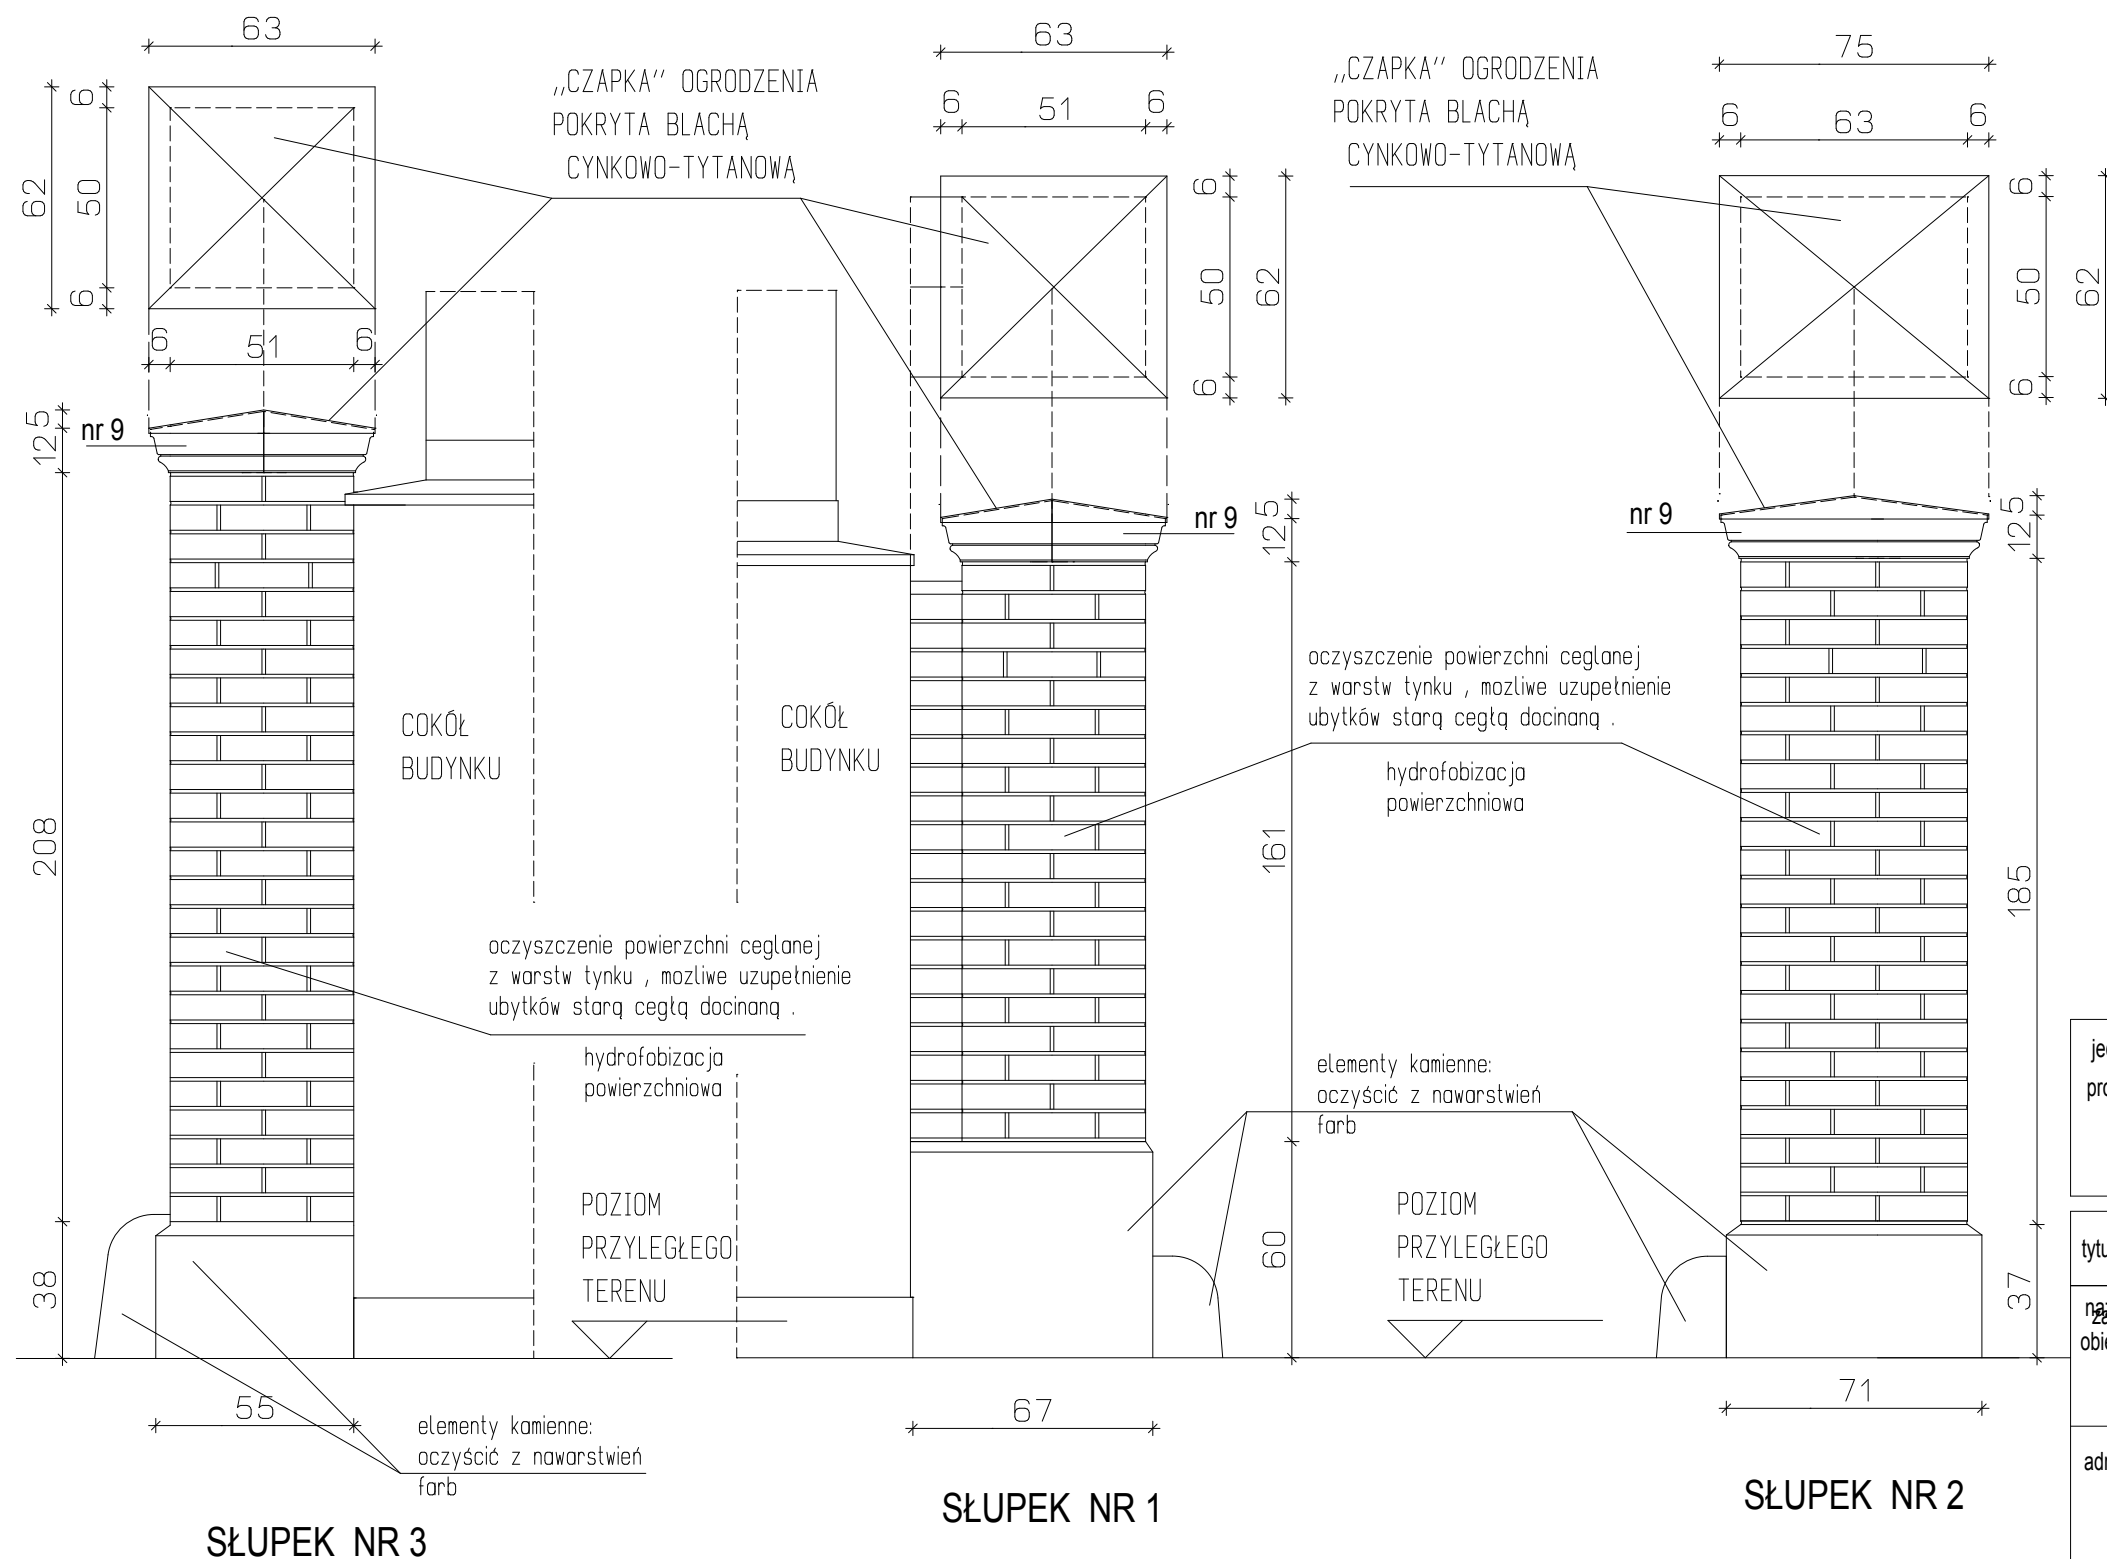 63
6
50
6
62
6
51
6
5
12
nr 9
208
38
55
„CZAPKA” OGRODZENIA
POKRYTA BLACHĄ
CYNKOWO-TYTANOWĄ
COKÓŁ
BUDYNKU
oczyszczenie powierzchni ceglanej
z warstw tynku , mozliwe uzupełnienie
ubytków starą cegłą docinaną .
hydrofobizacja
powierzchniowa
POZIOM
PRZYLEGŁEGO
TERENU
elementy kamienne:
oczyścić z nawarstwień
farb
SŁUPEK NR 3
63
6
51
6
6
50
6
62
5
12
nr 9
COKÓŁ
BUDYNKU
161
60
67
SŁUPEK NR 1
„CZAPKA” OGRODZENIA
POKRYTA BLACHĄ
CYNKOWO-TYTANOWĄ
oczyszczenie powierzchni ceglanej
z warstw tynku , mozliwe uzupełnienie
ubytków starą cegłą docinaną .
hydrofobizacja
powierzchniowa
elementy kamienne:
oczyścić z nawarstwień
farb
POZIOM
PRZYLEGŁEGO
TERENU
75
6
63
6
6
50
6
62
5
12
nr 9
185
37
71
SŁUPEK NR 2